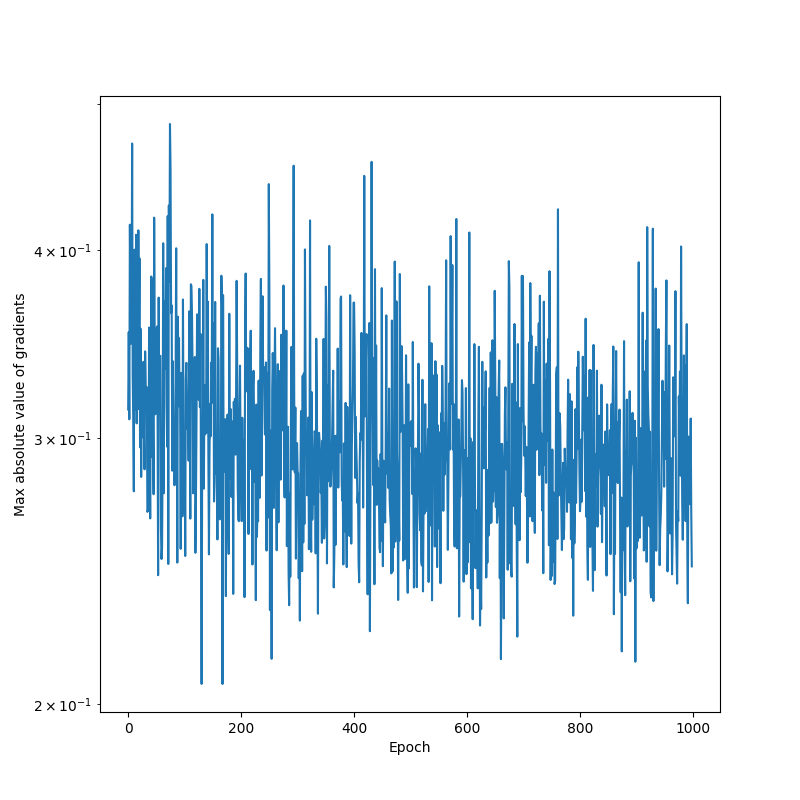 Max absolute value of gradients
4 × 10⁻¹
3 × 10⁻¹
2 × 10⁻¹
0 200 400 600 800 1000
Epoch